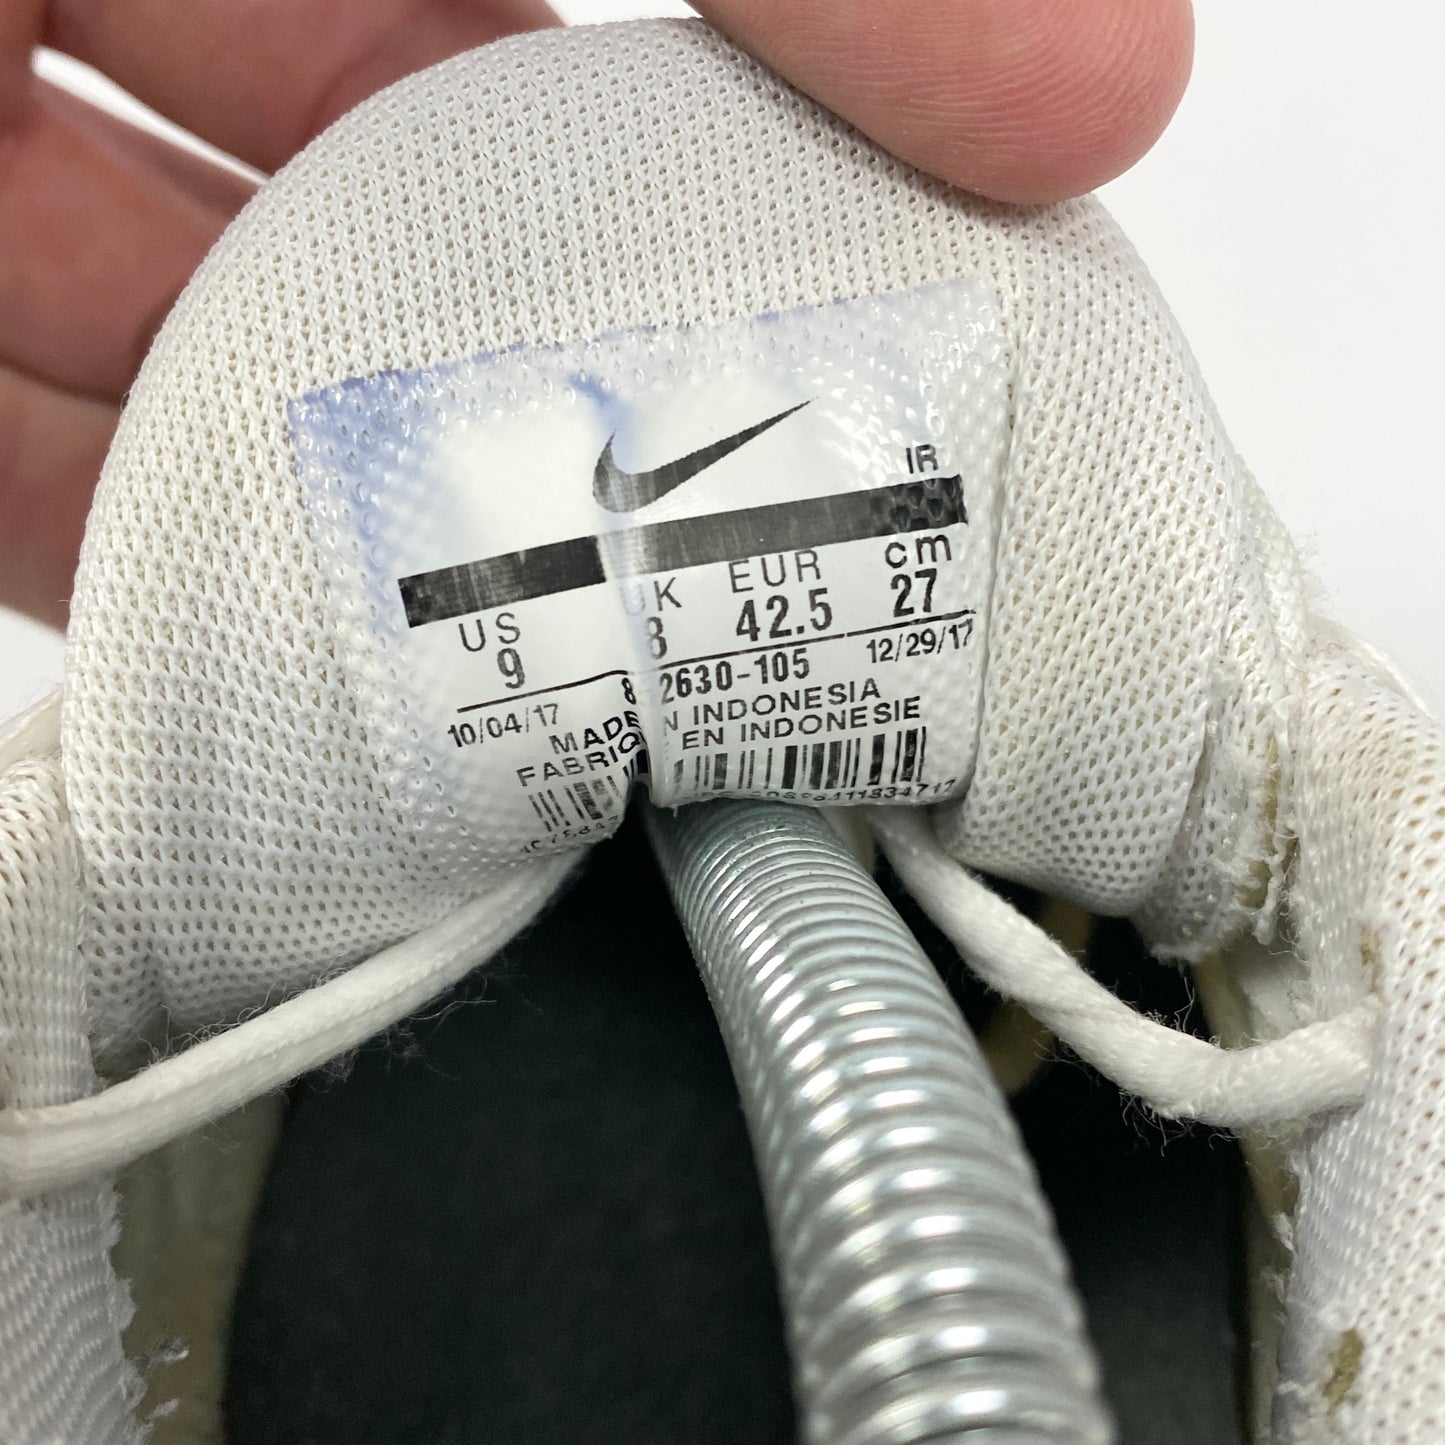 IR
US UK EUR cm
9 8 42.5 27
10/04/17 12/29/17
2630-105
MADE IN INDONESIA
FABRIQUE EN INDONESIE